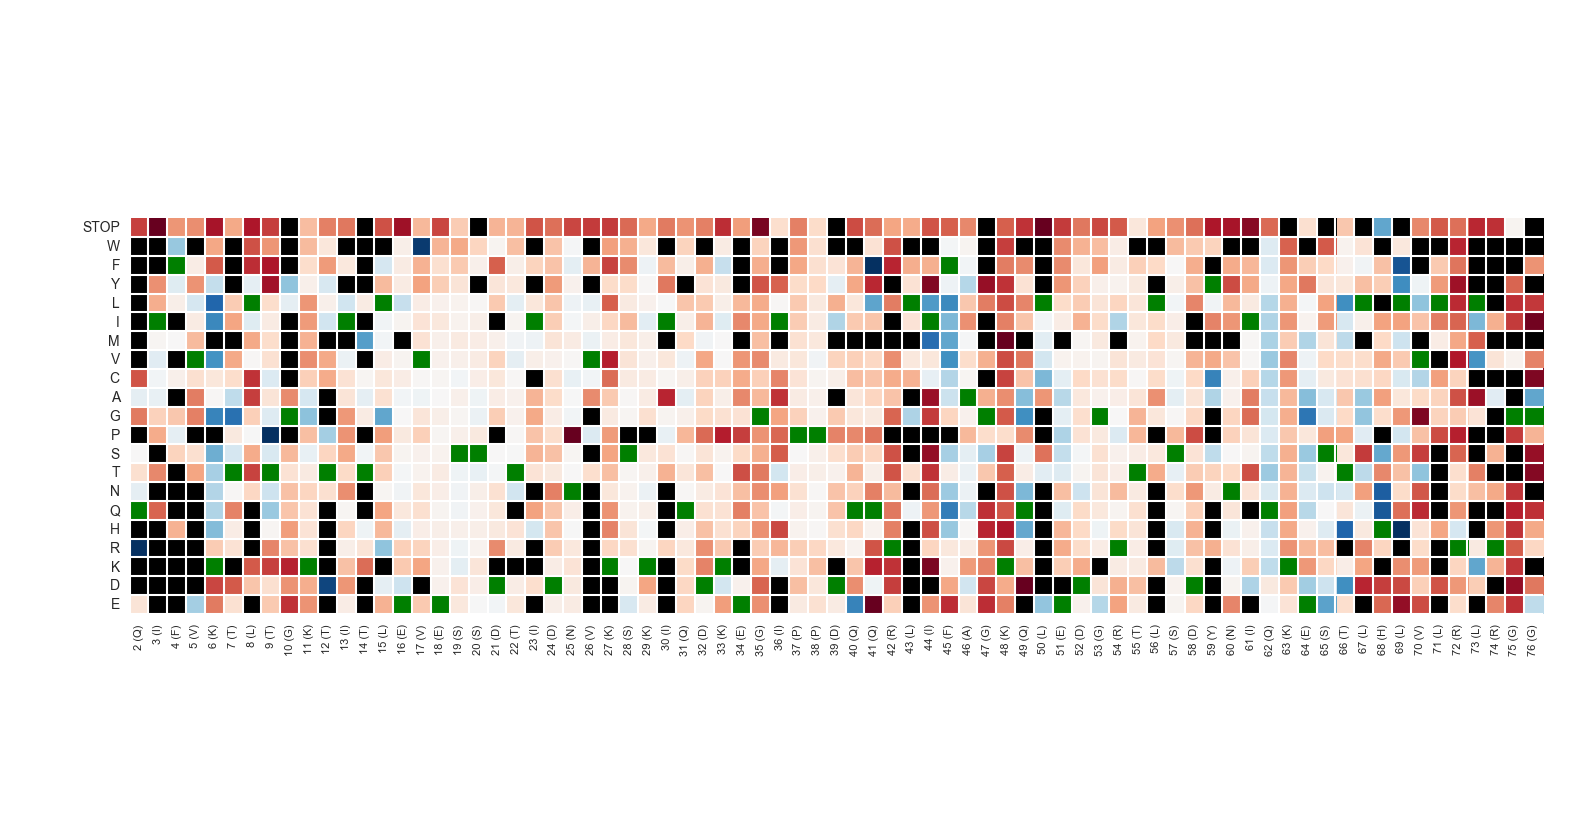 STOP
W
F
Y
L
I
M
V
C
A
G
P
S
T
N
Q
H
R
K
D
E
2 (Q) 3 (I) 4 (F) 5 (V) 6 (K) 7 (T) 8 (L) 9 (T) 10 (G) 11 (K) 12 (T) 13 (I) 14 (T) 15 (L) 16 (E) 17 (V) 18 (E) 19 (S) 20 (S) 21 (D) 22 (T) 23 (I) 24 (D) 25 (N) 26 (V) 27 (K) 28 (S) 29 (K) 30 (I) 31 (Q) 32 (D) 33 (K) 34 (E) 35 (G) 36 (I) 37 (P) 38 (P) 39 (D) 40 (Q) 41 (Q) 42 (R) 43 (L) 44 (I) 45 (F) 46 (A) 47 (G) 48 (K) 49 (Q) 50 (L) 51 (E) 52 (D) 53 (G) 54 (R) 55 (T) 56 (L) 57 (S) 58 (D) 59 (Y) 60 (N) 61 (I) 62 (Q) 63 (K) 64 (E) 65 (S) 66 (T) 67 (L) 68 (H) 69 (L) 70 (V) 71 (L) 72 (R) 73 (L) 74 (R) 75 (G) 76 (G)